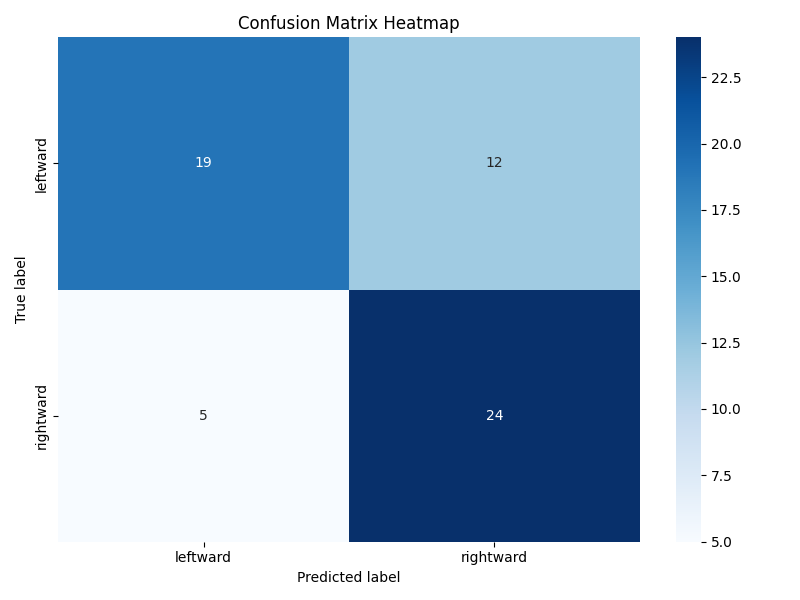 Confusion Matrix Heatmap
True label
leftward
rightward
19
12
5
24
leftward
rightward
Predicted label
22.5
20.0
17.5
15.0
12.5
10.0
7.5
5.0